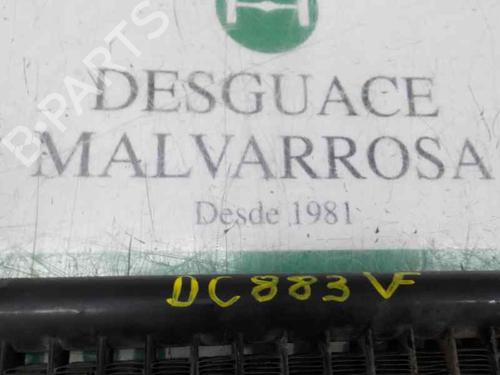 B-PARTS
DESGUACE
MALVARROSA
Desde 1981
DC883VF